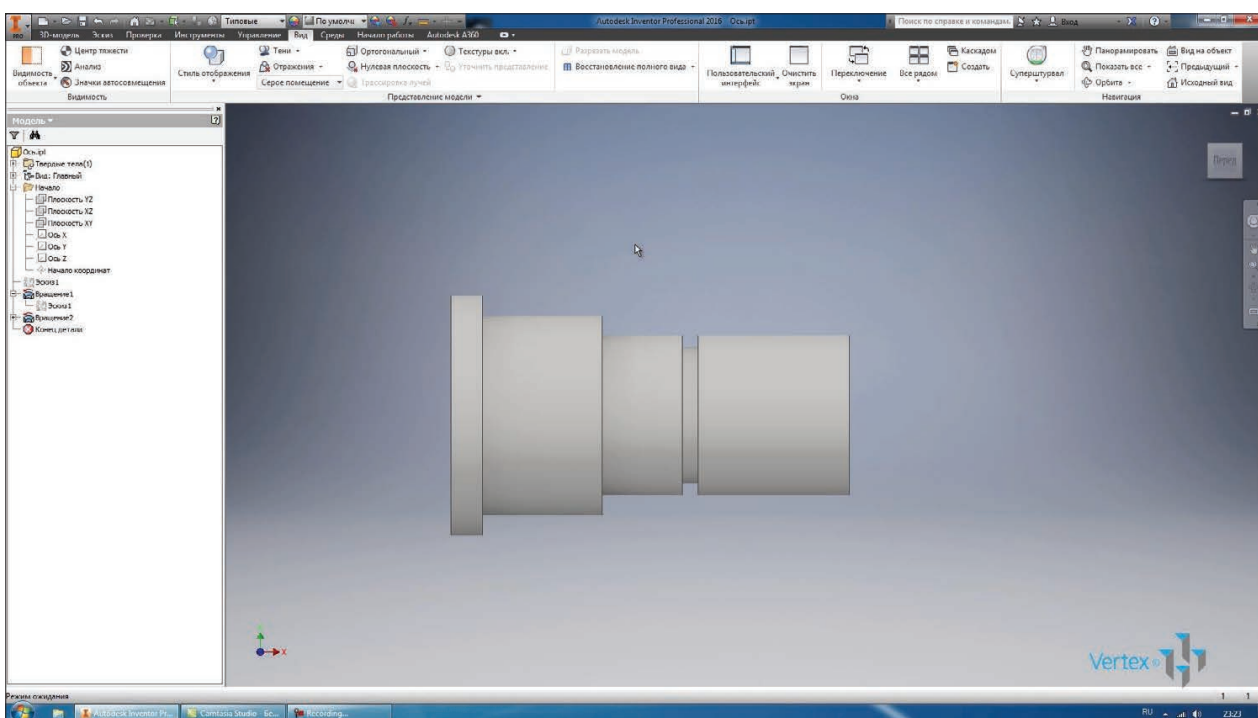 Типовые
По умолч
Autodesk Inventor Professional 2016 Ось.ipt
Поиск по справке и командам.
Вход
3D-модель Эскиз Проверка Инструменты Управление Вид Среды Начало работы Autodesk A360
Видимость объекта
Центр тяжести
Анализ
Значки автосовмещения
Стиль отображения
Тени
Отражения
Серое помещение
Ортогональный
Нулевая плоскость
Трассировка лучей
Текстуры вкл.
Уточнить представление
Разрезать модель
Восстановление полного вида
Пользовательский интерфейс
Очистить экран
Переключение
Все рядом
Каскадом
Создать
Суперштурвал
Панорамировать
Показать все
Орбита
Вид на объект
Предыдущий
Исходный вид
Видимость
Представление модели
Окна
Навигация
Модель
Ось.ipt
Твердые тела(1)
Вид: Главный
Начало
Плоскость YZ
Плоскость XZ
Плоскость XY
Ось X
Ось Y
Ось Z
Начало координат
Эскиз1
Вращение1
Эскиз1
Вращение2
Конец детали
Перед
X
Vertex
Режим ожидания
1 1
Autodesk Inventor Pr...
Camtasia Studio - Бе...
Recording...
RU
23:23